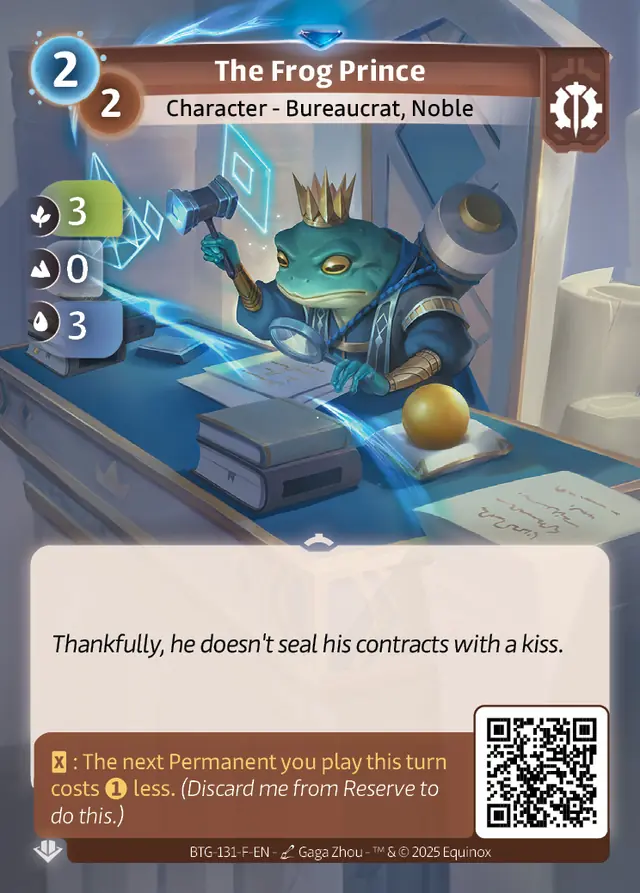 2
The Frog Prince
2
Character - Bureaucrat, Noble
3
0
3
Thankfully, he doesn't seal his contracts with a kiss.
X : The next Permanent you play this turn
costs 1 less. (Discard me from Reserve to
do this.)
BTG-131-F-EN - Gaga Zhou - ™ & © 2025 Equinox